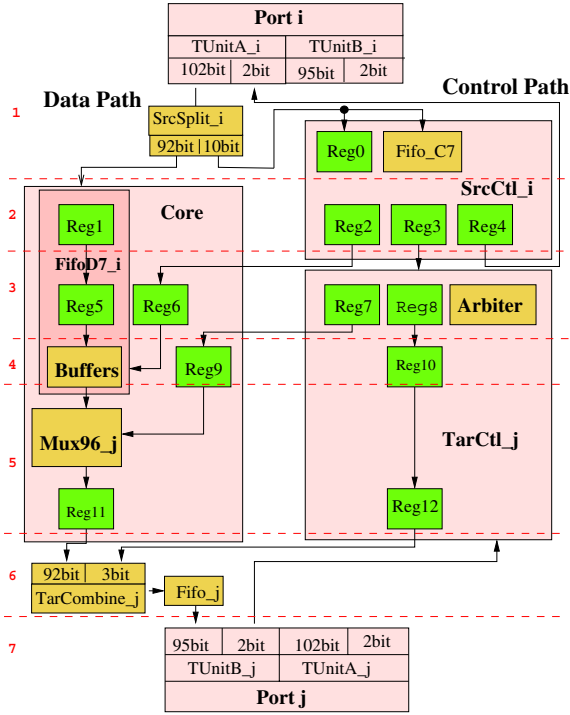 Port i
TUnitA_i TUnitB_i
102bit 2bit 95bit 2bit
Data Path
Control Path
1
SrcSplit_i
92bit 10bit
Reg0 Fifo_C7
SrcCtl_i
2
Core
Reg1
Reg2 Reg3 Reg4
FifoD7_i
3
Reg5 Reg6
Reg7 Reg8 Arbiter
4
Buffers
Reg9
Reg10
Mux96_j
TarCtl_j
5
Reg11
Reg12
6
92bit 3bit
TarCombine_j
Fifo_j
7
95bit 2bit 102bit 2bit
TUnitB_j TUnitA_j
Port j